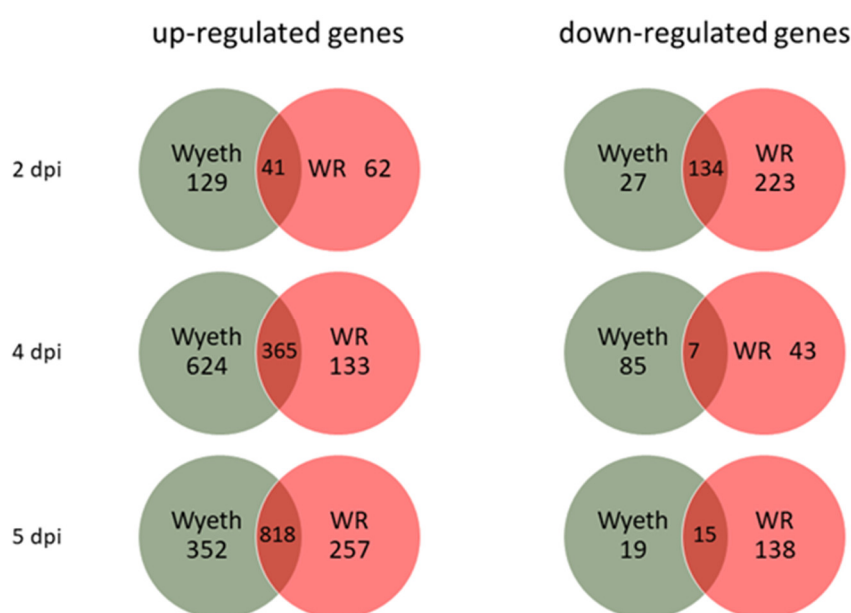 up-regulated genes
down-regulated genes
2 dpi
Wyeth
129
41
WR 62
Wyeth
27
134
WR
223
4 dpi
Wyeth
624
365
WR
133
Wyeth
85
7
WR 43
5 dpi
Wyeth
352
818
WR
257
Wyeth
19
15
WR
138